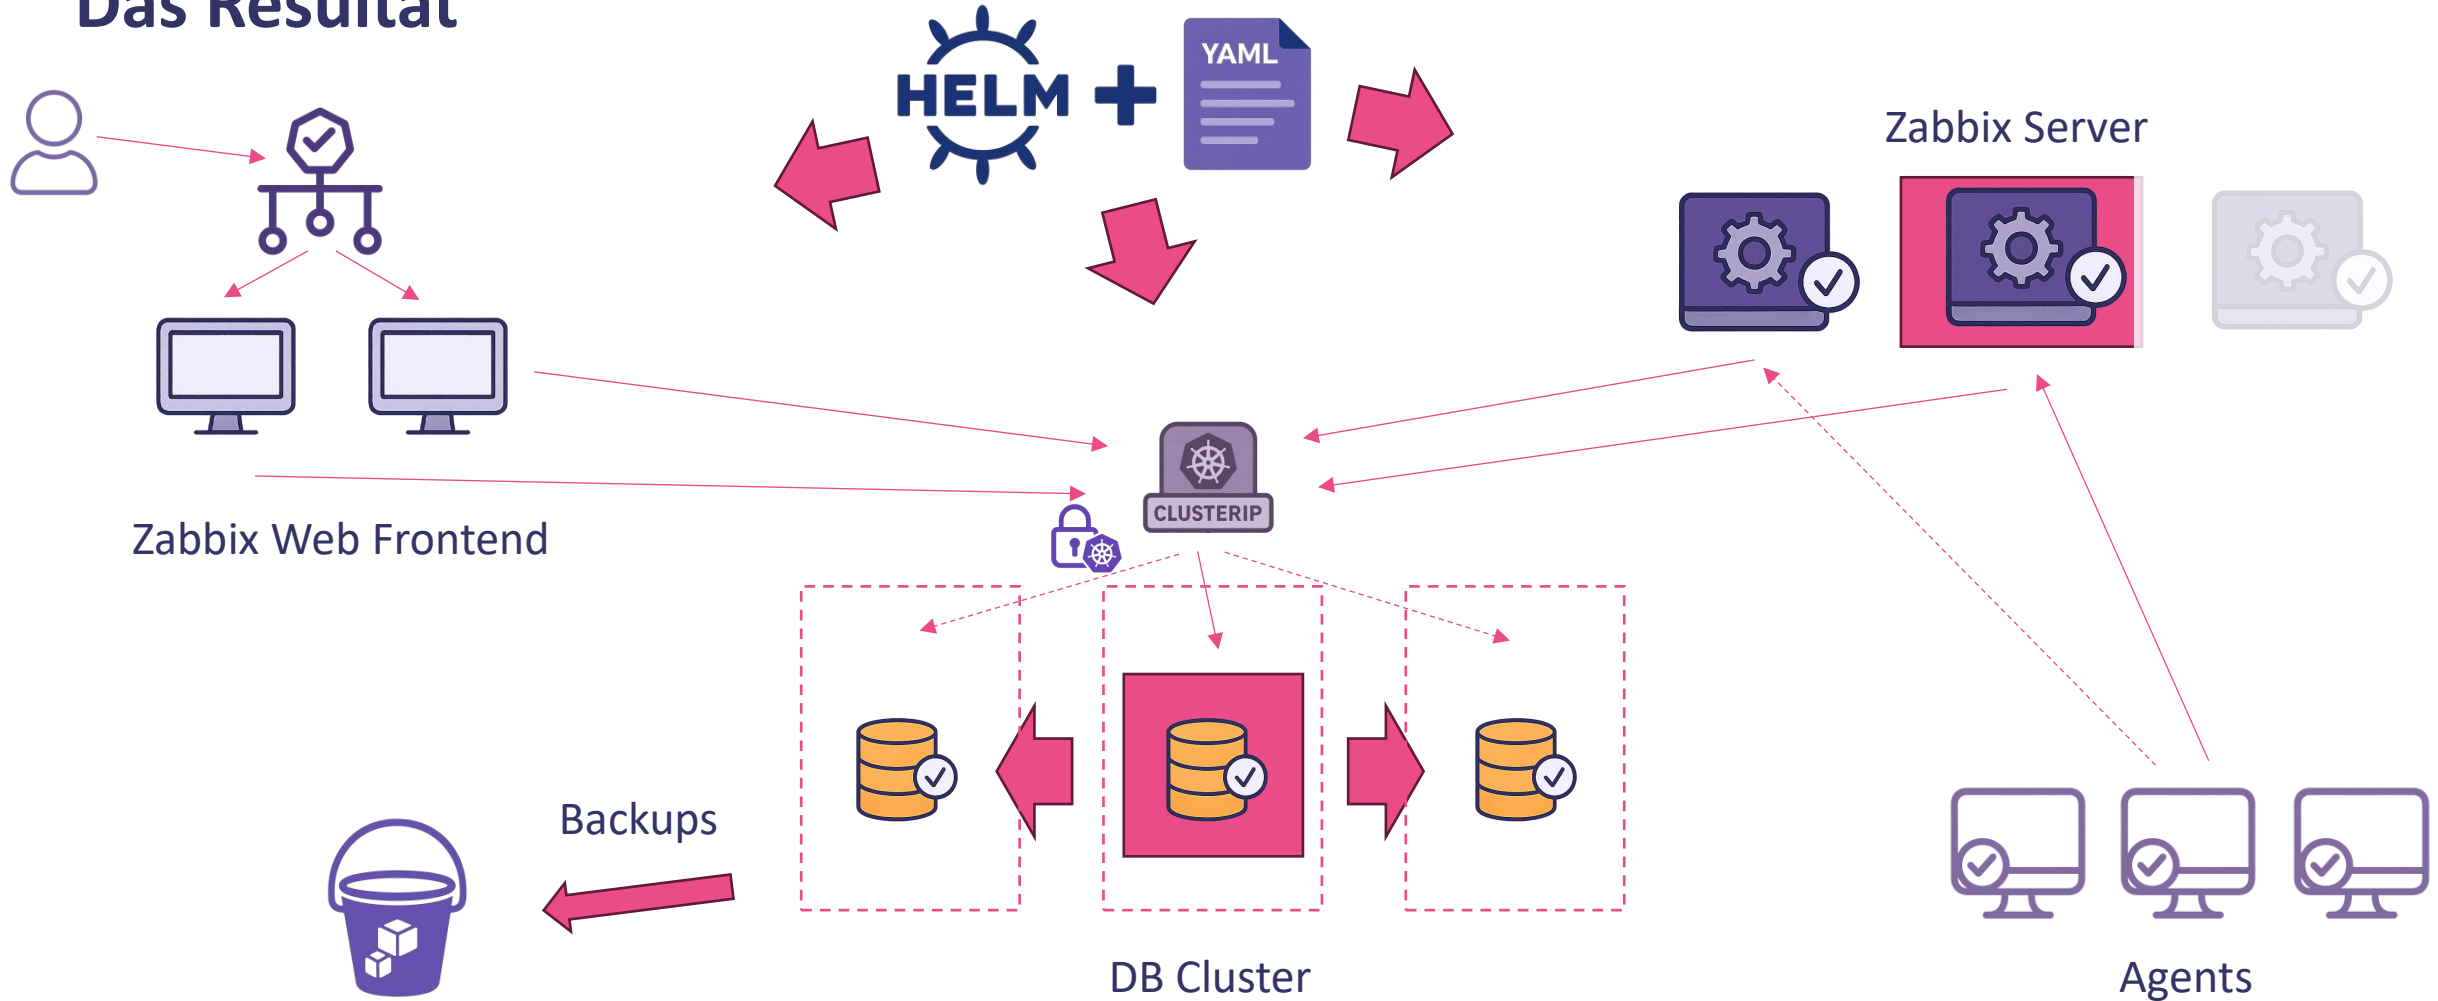 Das Resultat
HELM
YAML
Zabbix Server
CLUSTERIP
Zabbix Web Frontend
Backups
DB Cluster
Agents